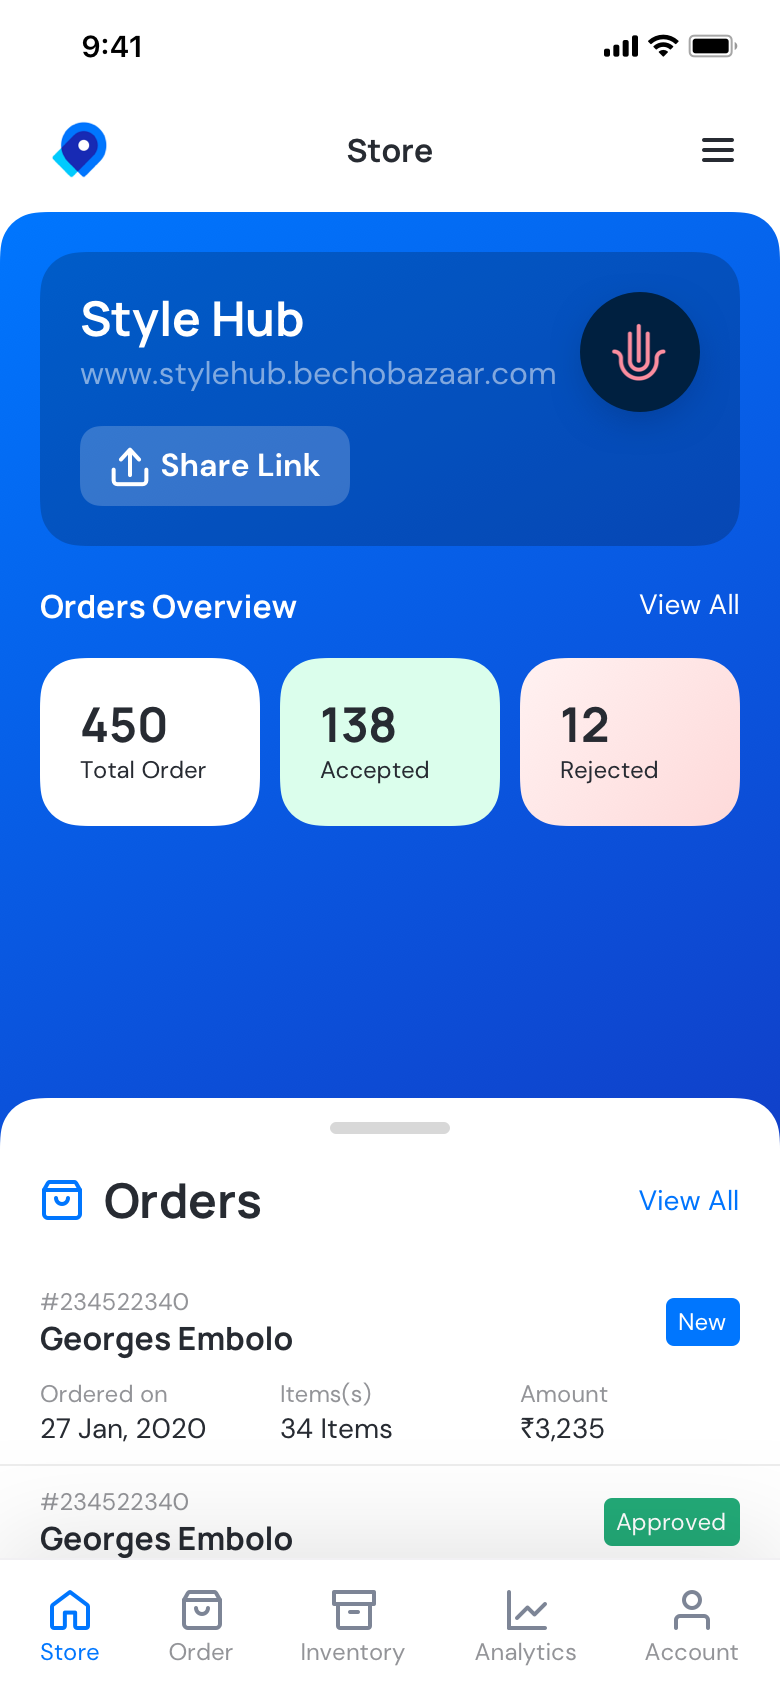 9:41
Store
Style Hub
www.stylehub.bechobazaar.com
Share Link
Orders Overview
View All
450
138
12
Total Order
Accepted
Rejected
Orders
View All
#234522340
Georges Embolo
New
Ordered on
Items(s)
Amount
27 Jan, 2020
34 Items
₹3,235
#234522340
Georges Embolo
Approved
Store
Order
Inventory
Analytics
Account